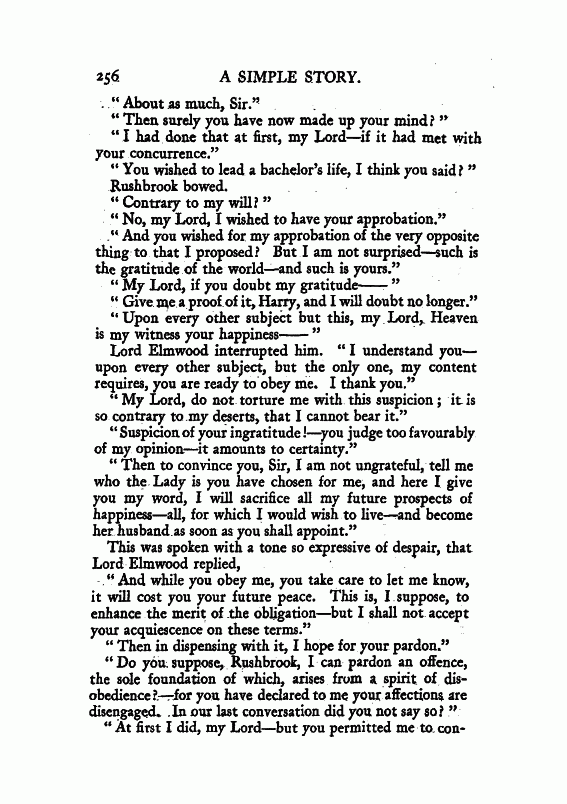 256 A SIMPLE STORY.
"About as much, Sir."
"Then surely you have now made up your mind?"
"I had done that at first, my Lord—if it had met with
your concurrence."
"You wished to lead a bachelor's life, I think you said?"
Rushbrook bowed.
"Contrary to my will?"
"No, my Lord, I wished to have your approbation."
"And you wished for my approbation of the very opposite
thing to that I proposed? But I am not surprised—such is
the gratitude of the world—and such is yours."
"My Lord, if you doubt my gratitude——"
"Give me a proof of it, Harry, and I will doubt no longer."
"Upon every other subject but this, my Lord, Heaven
is my witness your happiness——"
Lord Elmwood interrupted him. "I understand you—
upon every other subject, but the only one, my content
requires, you are ready to obey me. I thank you."
"My Lord, do not torture me with this suspicion; it is
so contrary to my deserts, that I cannot bear it."
"Suspicion of your ingratitude!—you judge too favourably
of my opinion—it amounts to certainty."
"Then to convince you, Sir, I am not ungrateful, tell me
who the Lady is you have chosen for me, and here I give
you my word, I will sacrifice all my future prospects of
happiness—all, for which I would wish to live—and become
her husband as soon as you shall appoint."
This was spoken with a tone so expressive of despair, that
Lord Elmwood replied,
"And while you obey me, you take care to let me know,
it will cost you your future peace. This is, I suppose, to
enhance the merit of the obligation—but I shall not accept
your acquiescence on these terms."
"Then in dispensing with it, I hope for your pardon."
"Do you suppose, Rushbrook, I can pardon an offence,
the sole foundation of which, arises from a spirit of dis-
obedience?—for you have declared to me your affections are
disengaged. In our last conversation did you not say so?"
"At first I did, my Lord—but you permitted me to con-